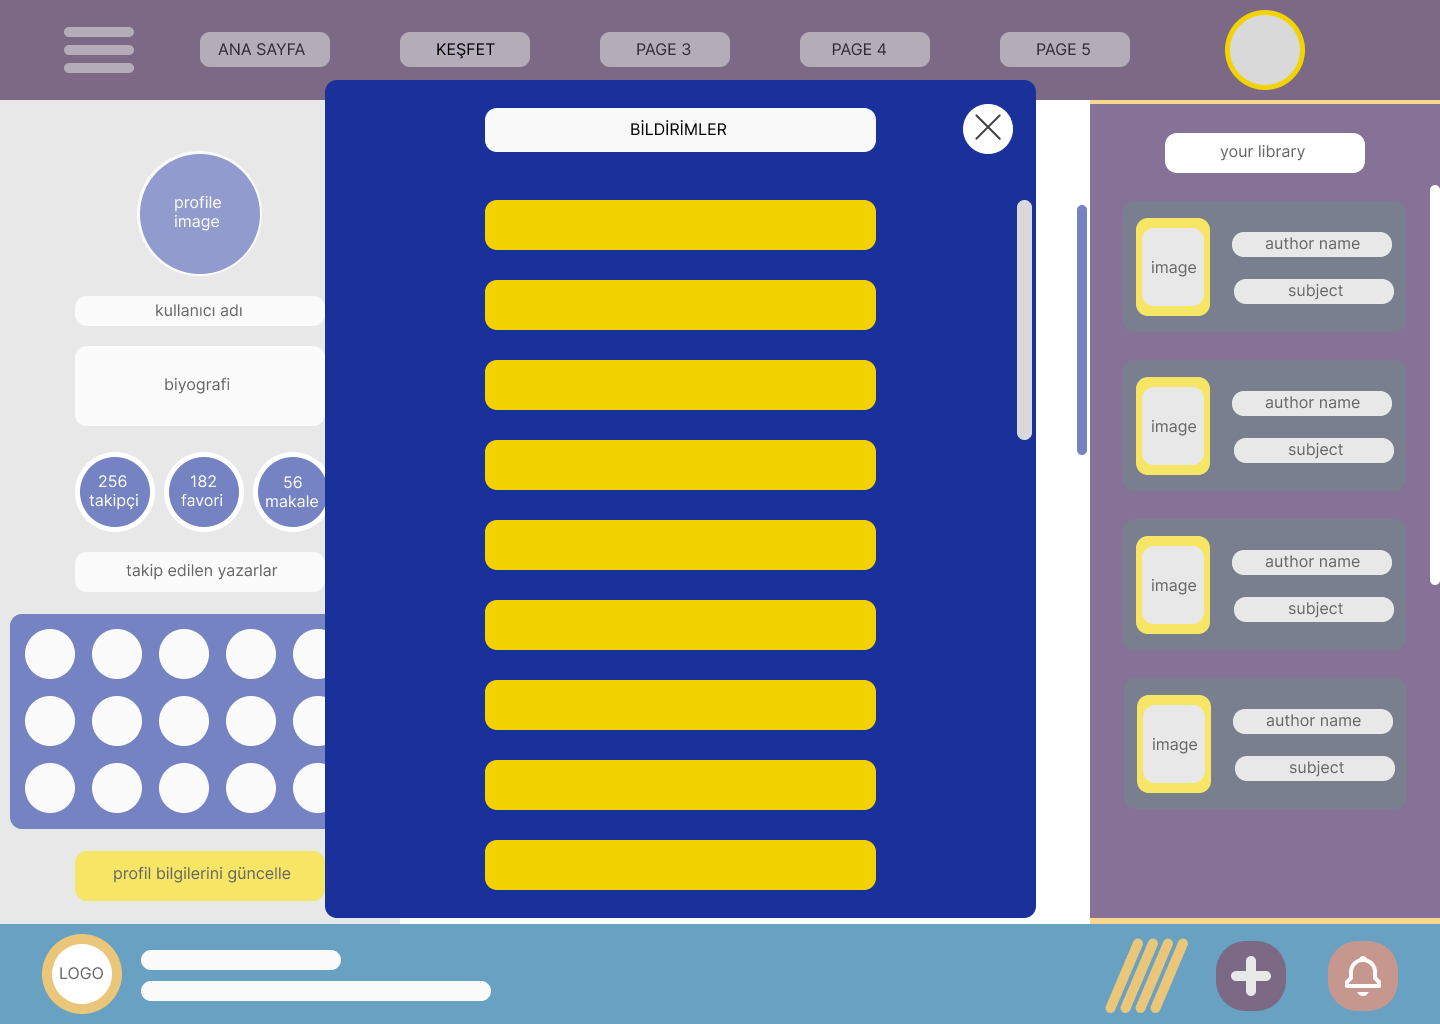 ANA SAYFA
KEŞFET
PAGE 3
PAGE 4
PAGE 5
BİLDİRİMLER
profile
image
kullanıcı adı
biyografi
256
takipçi
182
favori
56
makale
takip edilen yazarlar
profil bilgilerini güncelle
your library
image
author name
subject
image
author name
subject
image
author name
subject
image
author name
subject
LOGO